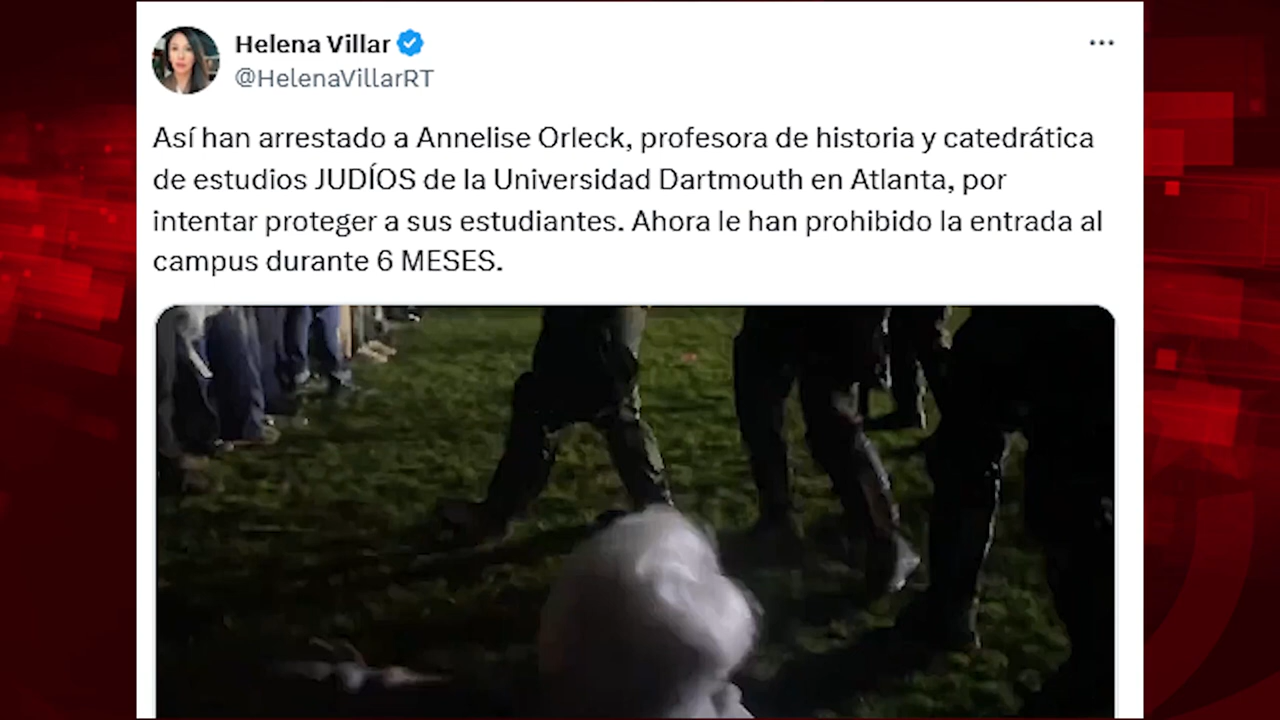 Helena Villar
@HelenaVillarRT
Así han arrestado a Annelise Orleck, profesora de historia y catedrática
de estudios JUDÍOS de la Universidad Dartmouth en Atlanta, por
intentar proteger a sus estudiantes. Ahora le han prohibido la entrada al
campus durante 6 MESES.